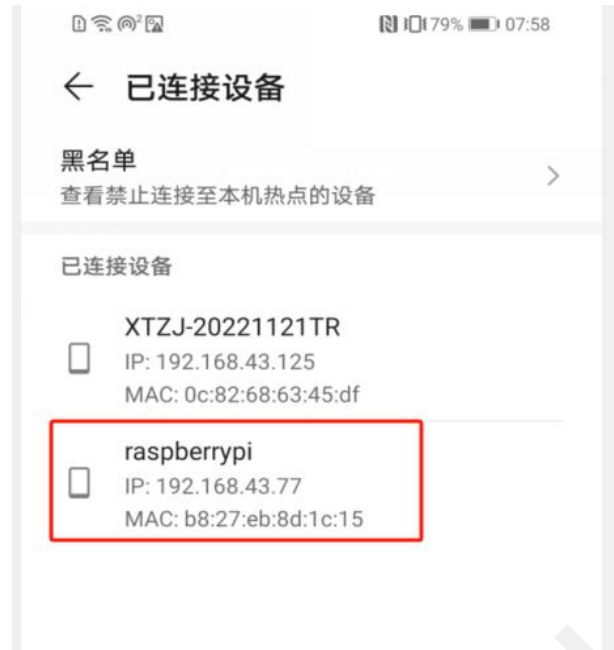 2 79% 07:58
已连接设备
黑名单
查看禁止连接至本机热点的设备
已连接设备
XTZJ-20221121TR
IP: 192.168.43.125
MAC: 0c:82:68:63:45:df
raspberrypi
IP: 192.168.43.77
MAC: b8:27:eb:8d:1c:15